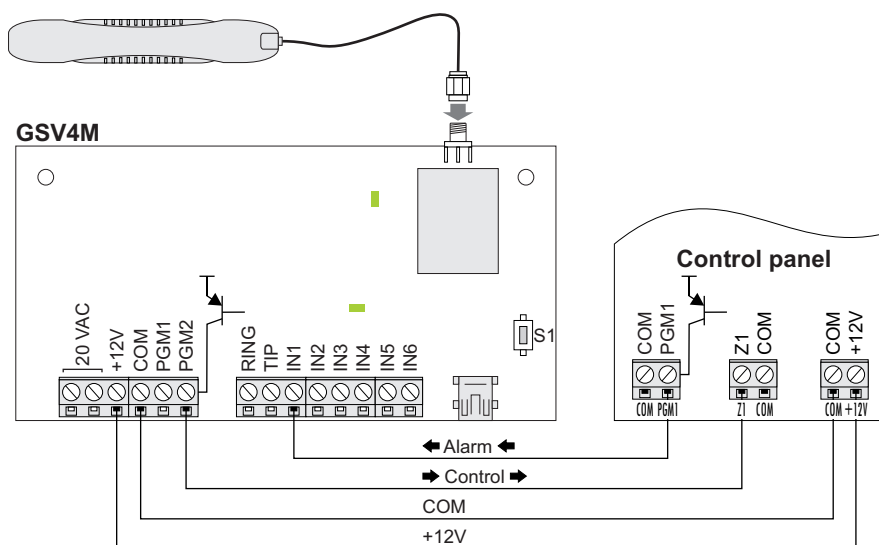 GSV4M
Control panel
20 VAC
+12V
COM
PGM1
PGM2
RING
TIP
IN1
IN2
IN3
IN4
IN5
IN6
S1
COM
PGM1
Z1
COM
COM
+12V
COM PGM1
Z1 COM
COM +12V
Alarm
Control
COM
+12V